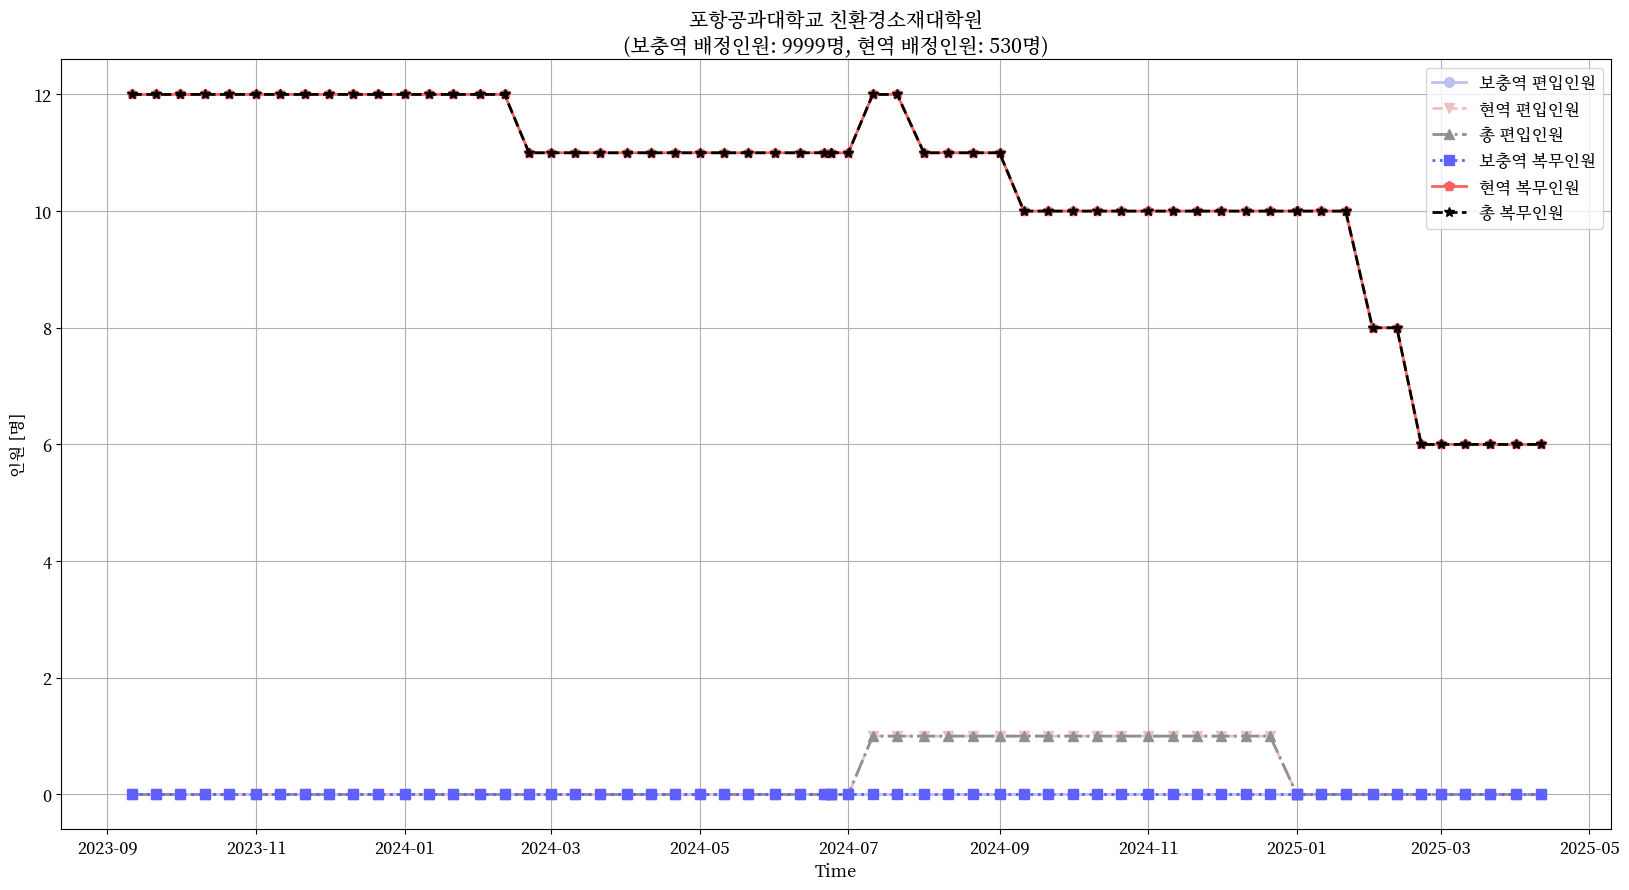 포항공과대학교 친환경소재대학원
(보충역 배정인원: 9999명, 현역 배정인원: 530명)
보충역 편입인원
현역 편입인원
총 편입인원
보충역 복무인원
현역 복무인원
총 복무인원
인원 [명]
12
10
8
6
4
2
0
2023-09
2023-11
2024-01
2024-03
2024-05
2024-07
2024-09
2024-11
2025-01
2025-03
2025-05
Time